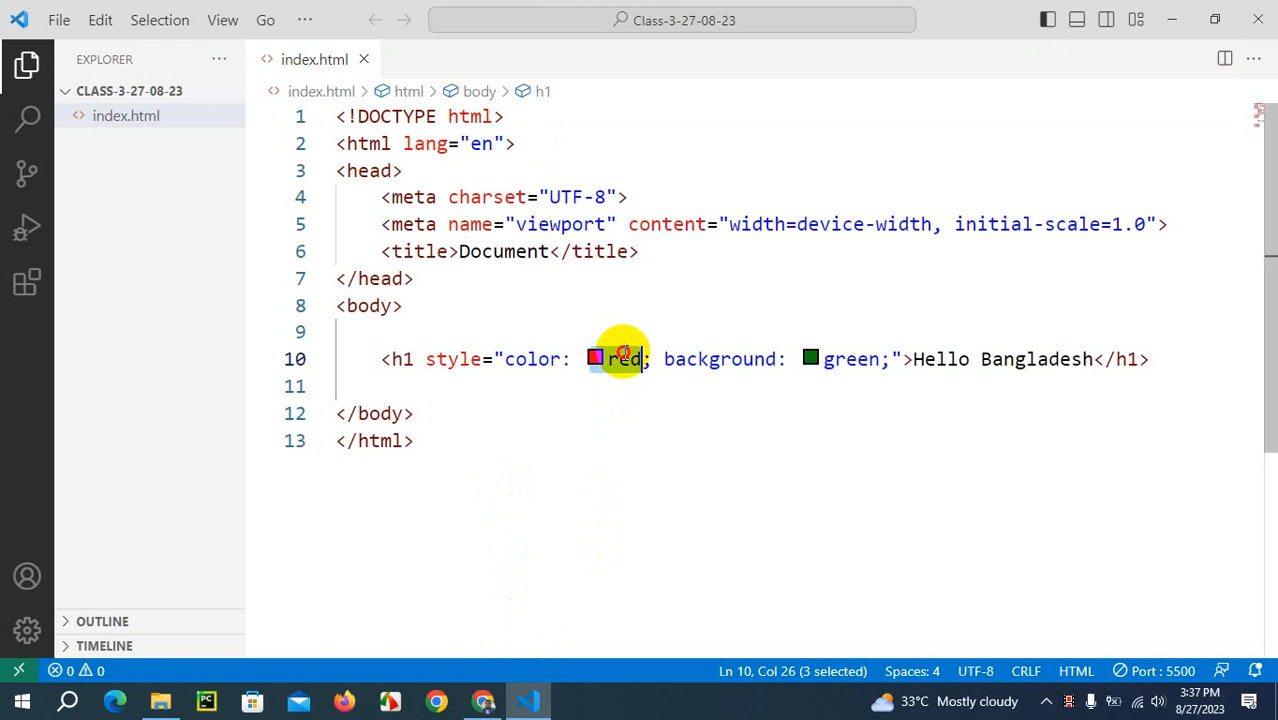 File Edit Selection View Go ··· Class-3-27-08-23
EXPLORER ··· index.html
CLASS-3-27-08-23
index.html
index.html > html > body > h1
1 <!DOCTYPE html>
2 <html lang="en">
3 <head>
4 <meta charset="UTF-8">
5 <meta name="viewport" content="width=device-width, initial-scale=1.0">
6 <title>Document</title>
7 </head>
8 <body>
9
10 <h1 style="color: red; background: green;">Hello Bangladesh</h1>
11
12 </body>
13 </html>
OUTLINE
TIMELINE
0 0 Ln 10, Col 26 (3 selected) Spaces: 4 UTF-8 CRLF HTML Port : 5500
PC 33°C Mostly cloudy 3:37 PM
8/27/2023